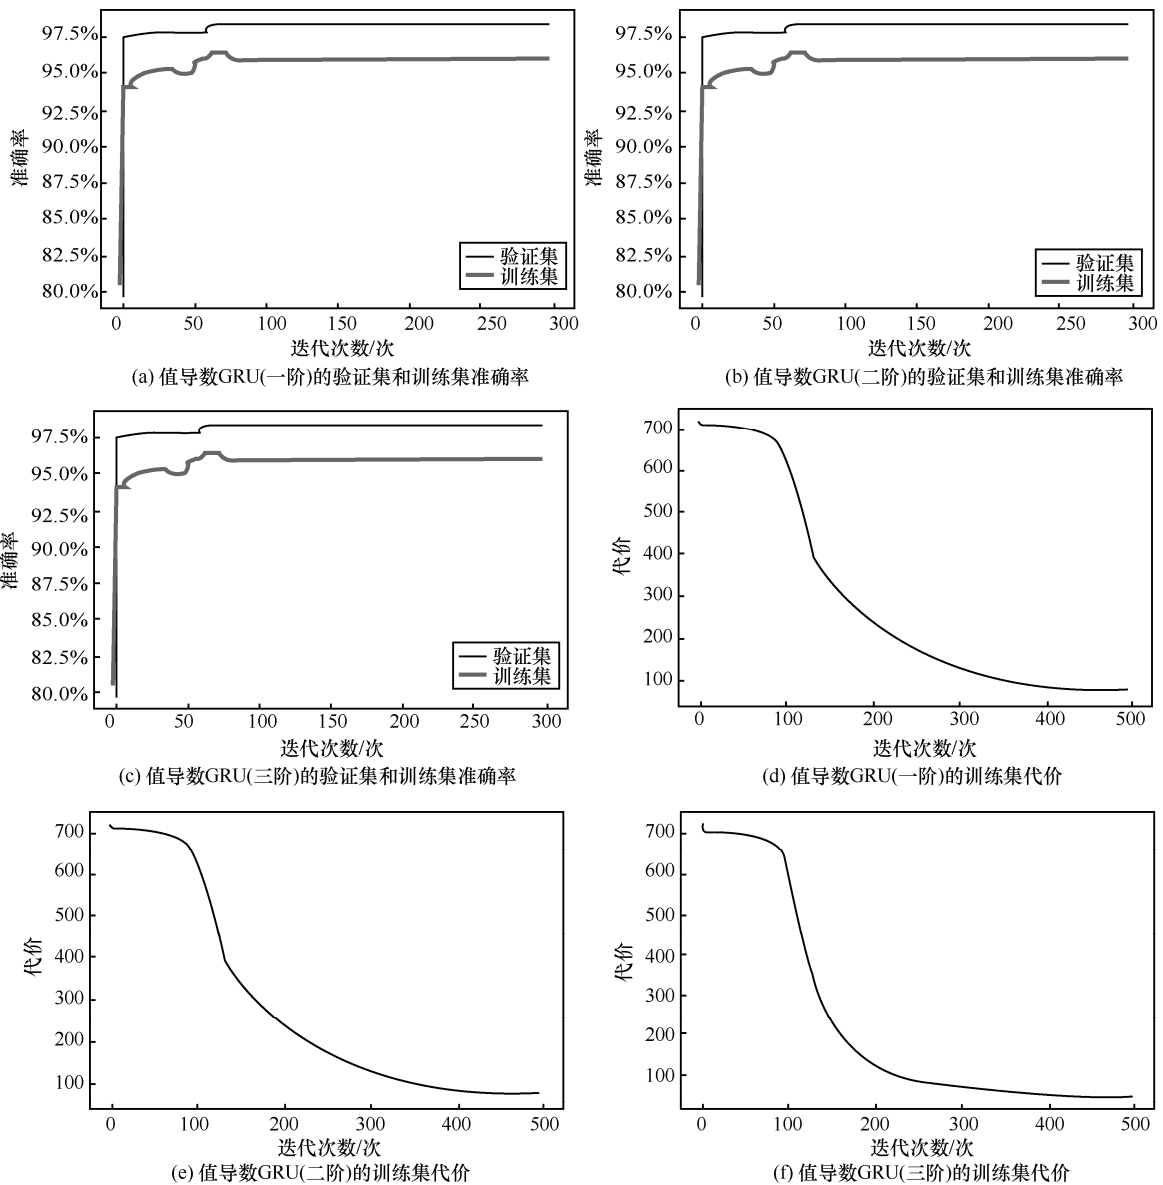 97.5%
95.0%
92.5%
90.0%
87.5%
85.0%
82.5%
80.0%
准确率
验证集
训练集
0 50 100 150 200 250 300
迭代次数/次
(a) 值导数GRU(一阶)的验证集和训练集准确率
97.5%
95.0%
92.5%
90.0%
87.5%
85.0%
82.5%
80.0%
准确率
验证集
训练集
0 50 100 150 200 250 300
迭代次数/次
(b) 值导数GRU(二阶)的验证集和训练集准确率
97.5%
95.0%
92.5%
90.0%
87.5%
85.0%
82.5%
80.0%
准确率
验证集
训练集
0 50 100 150 200 250 300
迭代次数/次
(c) 值导数GRU(三阶)的验证集和训练集准确率
700
600
500
400
300
200
100
代价
0 100 200 300 400 500
迭代次数/次
(d) 值导数GRU(一阶)的训练集代价
700
600
500
400
300
200
100
代价
0 100 200 300 400 500
迭代次数/次
(e) 值导数GRU(二阶)的训练集代价
700
600
500
400
300
200
100
代价
0 100 200 300 400 500
迭代次数/次
(f) 值导数GRU(三阶)的训练集代价